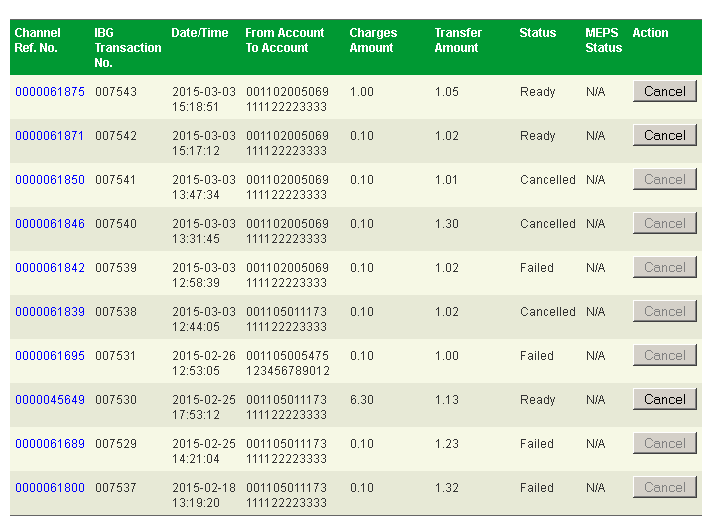 Channel IBG Date/Time From Account Charges Transfer Status MEPS Action
Ref. No. Transaction To Account Amount Amount Status
No.
0000061875 007543 2015-03-03 001102005069 1.00 1.05 Ready N/A Cancel
15:18:51 111122223333
0000061871 007542 2015-03-03 001102005069 0.10 1.02 Ready N/A Cancel
15:17:12 111122223333
0000061850 007541 2015-03-03 001102005069 0.10 1.01 Cancelled N/A Cancel
13:47:34 111122223333
0000061846 007540 2015-03-03 001102005069 0.10 1.30 Cancelled N/A Cancel
13:31:45 111122223333
0000061842 007539 2015-03-03 001102005069 0.10 1.02 Failed N/A Cancel
12:58:39 111122223333
0000061839 007538 2015-03-03 001105011173 0.10 1.02 Cancelled N/A Cancel
12:44:05 111122223333
0000061695 007531 2015-02-26 001105005475 0.10 1.00 Failed N/A Cancel
12:53:05 123456789012
0000045649 007530 2015-02-25 001105011173 6.30 1.13 Ready N/A Cancel
17:53:12 111122223333
0000061689 007529 2015-02-25 001105011173 0.10 1.23 Failed N/A Cancel
14:21:04 111122223333
0000061800 007537 2015-02-18 001105011173 0.10 1.32 Failed N/A Cancel
13:19:20 111122223333